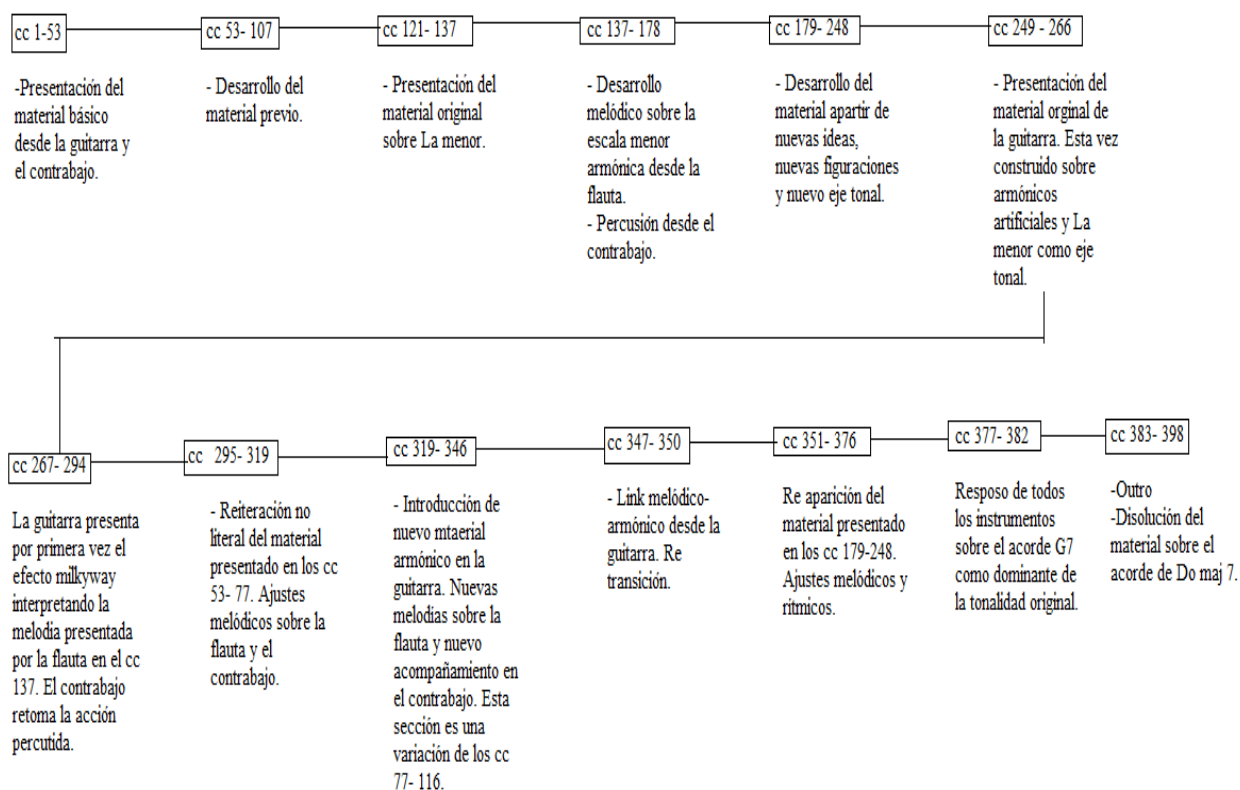 cc 1-53
-Presentación del
material básico
desde la guitarra y
el contrabajo.
cc 53- 107
- Desarrollo del
material previo.
cc 121- 137
- Presentación del
material original
sobre La menor.
cc 137- 178
- Desarrollo
melódico sobre la
escala menor
armónica desde la
flauta.
- Percusión desde el
contrabajo.
cc 179- 248
- Desarrollo del
material apartir de
nuevas ideas,
nuevas figuraciones
y nuevo eje tonal.
cc 249 - 266
- Presentación del
material orginal de
la guitarra. Esta vez
construido sobre
armónicos
artificiales y La
menor como eje
tonal.
cc 267- 294
La guitarra presenta
por primera vez el
efecto milkyway
interpretando la
melodía presentada
por la flauta en el cc
137. El contrabajo
retoma la acción
percutida.
cc 295- 319
- Reiteración no
literal del material
presentado en los cc
53- 77. Ajustes
melódicos sobre la
flauta y el
contrabajo.
cc 319- 346
- Introducción de
nuevo mtaerial
armónico en la
guitarra. Nuevas
melodías sobre la
flauta y nuevo
acompañamiento en
el contrabajo. Esta
sección es una
variación de los cc
77- 116.
cc 347- 350
- Link melódico-
armónico desde la
guitarra. Re
transición.
cc 351- 376
Re aparición del
material presentado
en los cc 179-248.
Ajustes melódicos y
rítmicos.
cc 377- 382
Resposo de todos
los instrumentos
sobre el acorde G7
como dominante de
la tonalidad original.
cc 383- 398
-Outro
-Disolución del
material sobre el
acorde de Do maj 7.